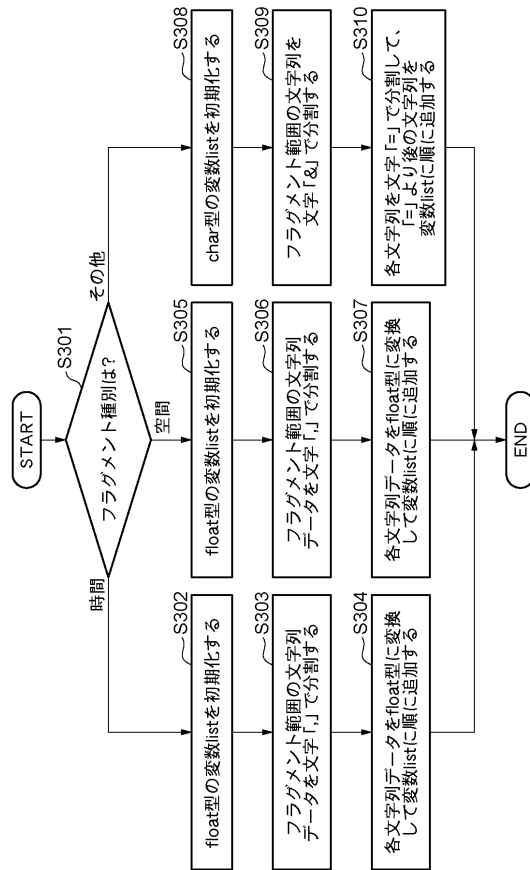 START
S301
フラグメント種別は?
時間
空間
その他
S302
float型の変数listを初期化する
S303
フラグメント範囲の文字列
データを文字「,」で分割する
S304
各文字列データをfloat型に変換
して変数listに順に追加する
S305
float型の変数listを初期化する
S306
フラグメント範囲の文字列
データを文字「,」で分割する
S307
各文字列データをfloat型に変換
して変数listに順に追加する
S308
char型の変数listを初期化する
S309
フラグメント範囲の文字列を
文字「&」で分割する
S310
各文字列を文字「=」で分割して、
「=」より後の文字列を
変数listに順に追加する
END